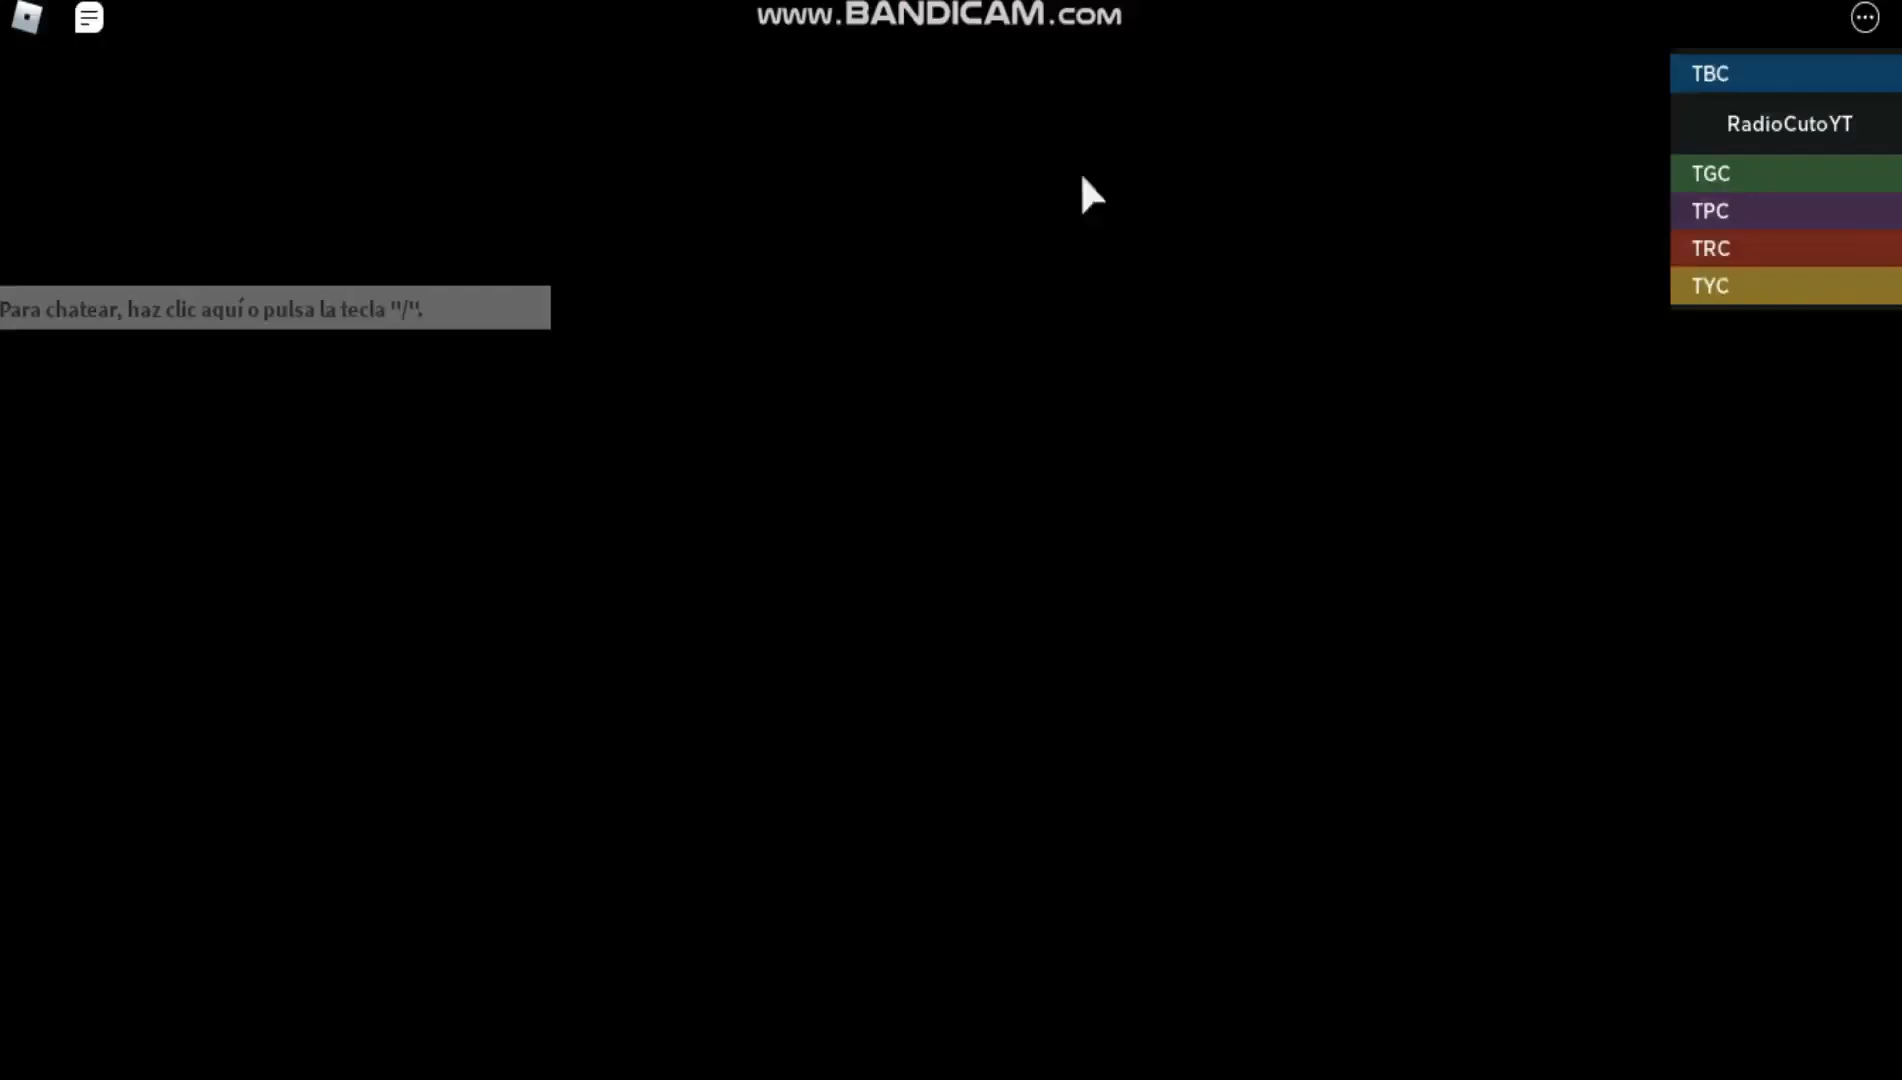 www.BANDICAM.com
TBC
RadioCutoYT
TGC
TPC
TRC
TYC
Para chatear, haz clic aquí o pulsa la tecla "/".